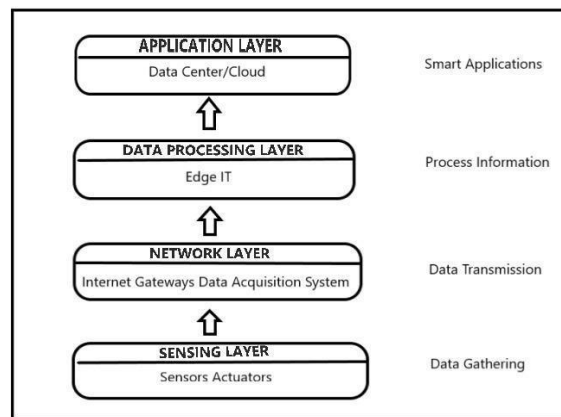 APPLICATION LAYER
Data Center/Cloud
Smart Applications
DATA PROCESSING LAYER
Edge IT
Process Information
NETWORK LAYER
Internet Gateways Data Acquisition System
Data Transmission
SENSING LAYER
Sensors Actuators
Data Gathering